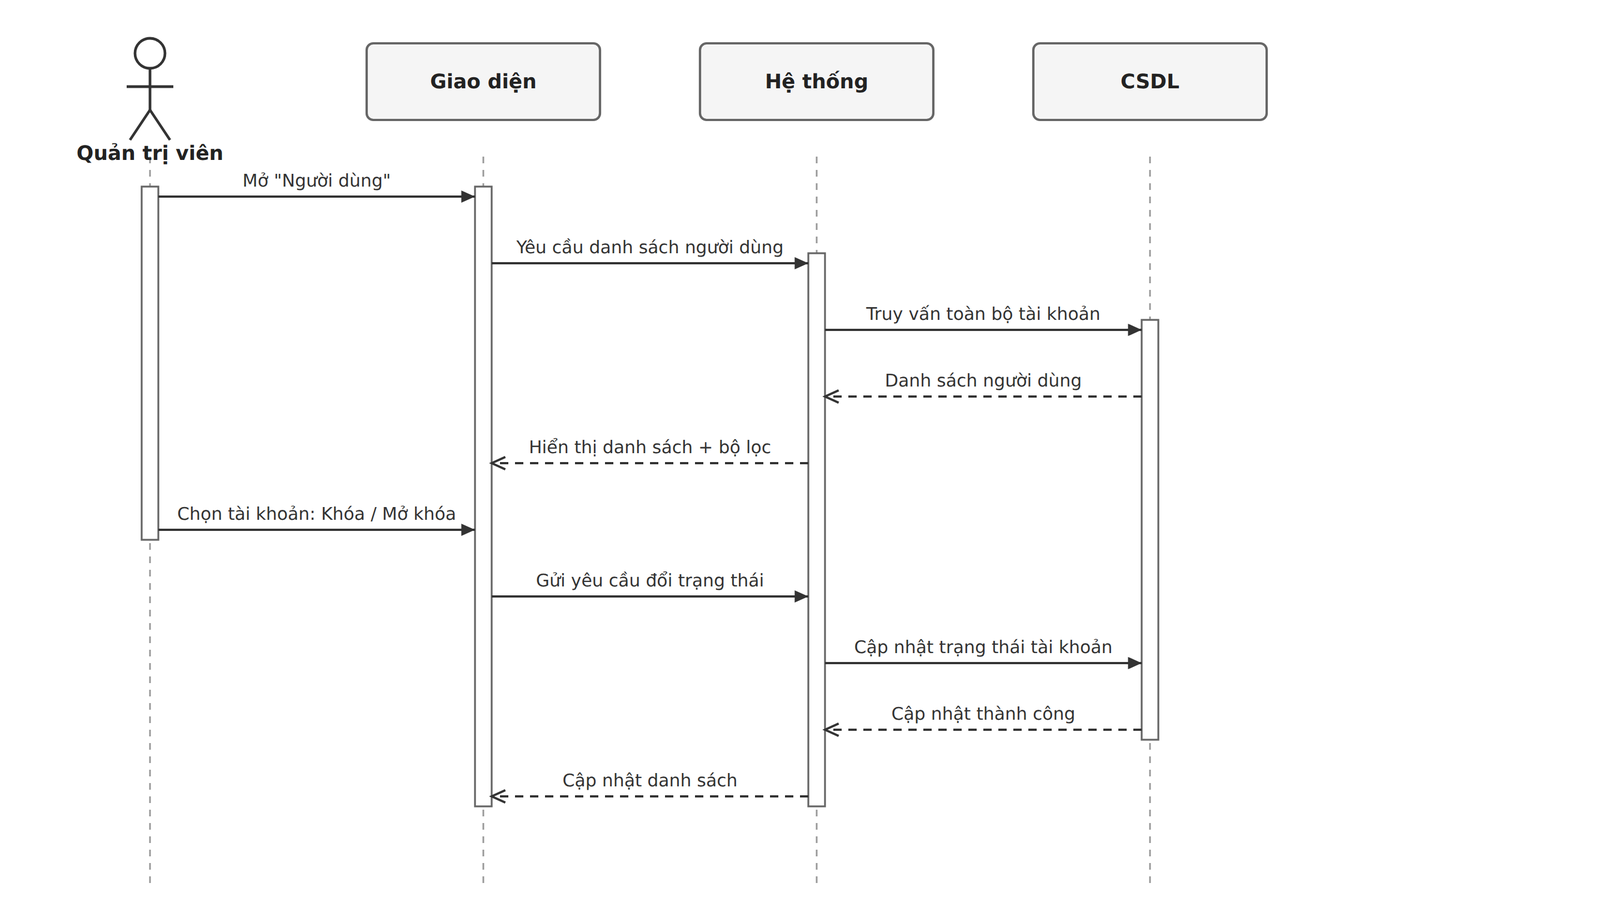 Giao diện
Hệ thống
CSDL
Quản trị viên
Mở "Người dùng"
Yêu cầu danh sách người dùng
Truy vấn toàn bộ tài khoản
Danh sách người dùng
Hiển thị danh sách + bộ lọc
Chọn tài khoản: Khóa / Mở khóa
Gửi yêu cầu đổi trạng thái
Cập nhật trạng thái tài khoản
Cập nhật thành công
Cập nhật danh sách